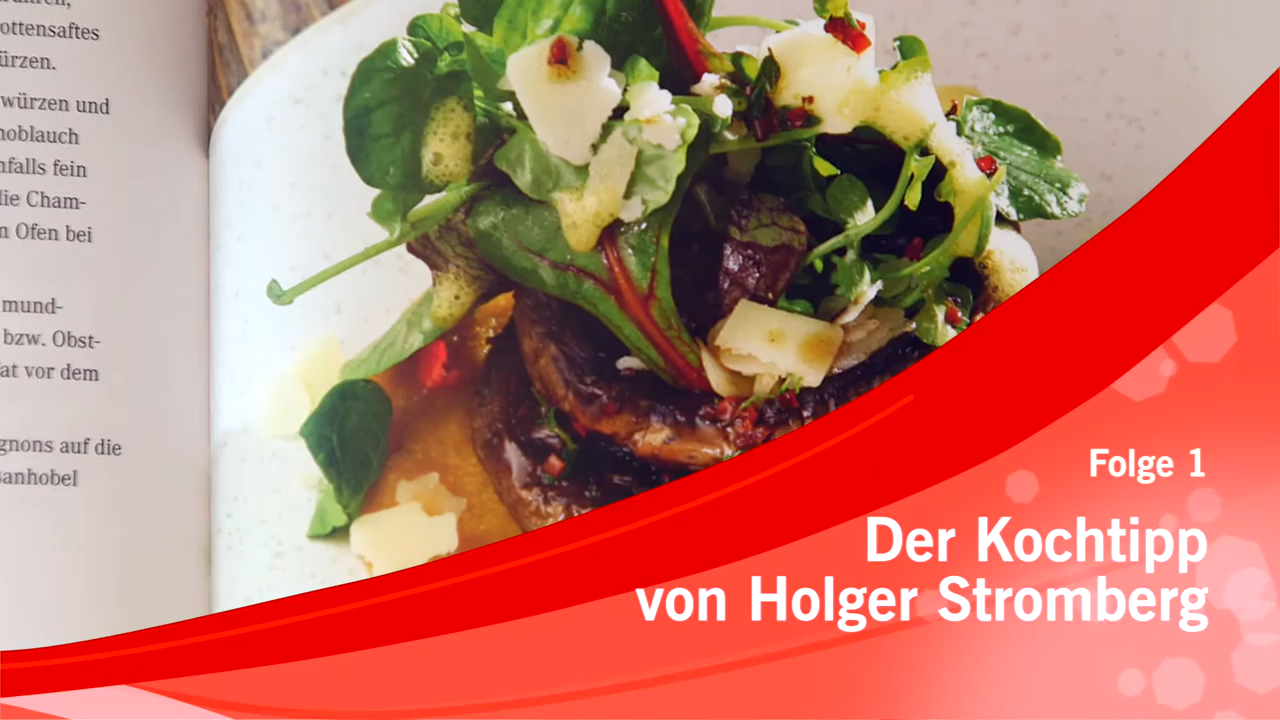 ottensaftes
ürzen.
würzen und
noblauch
nfalls fein
die Cham-
n Ofen bei
mund-
bzw. Obst-
at vor dem
gnons auf die
sanhobel
Folge 1
Der Kochtipp
von Holger Stromberg